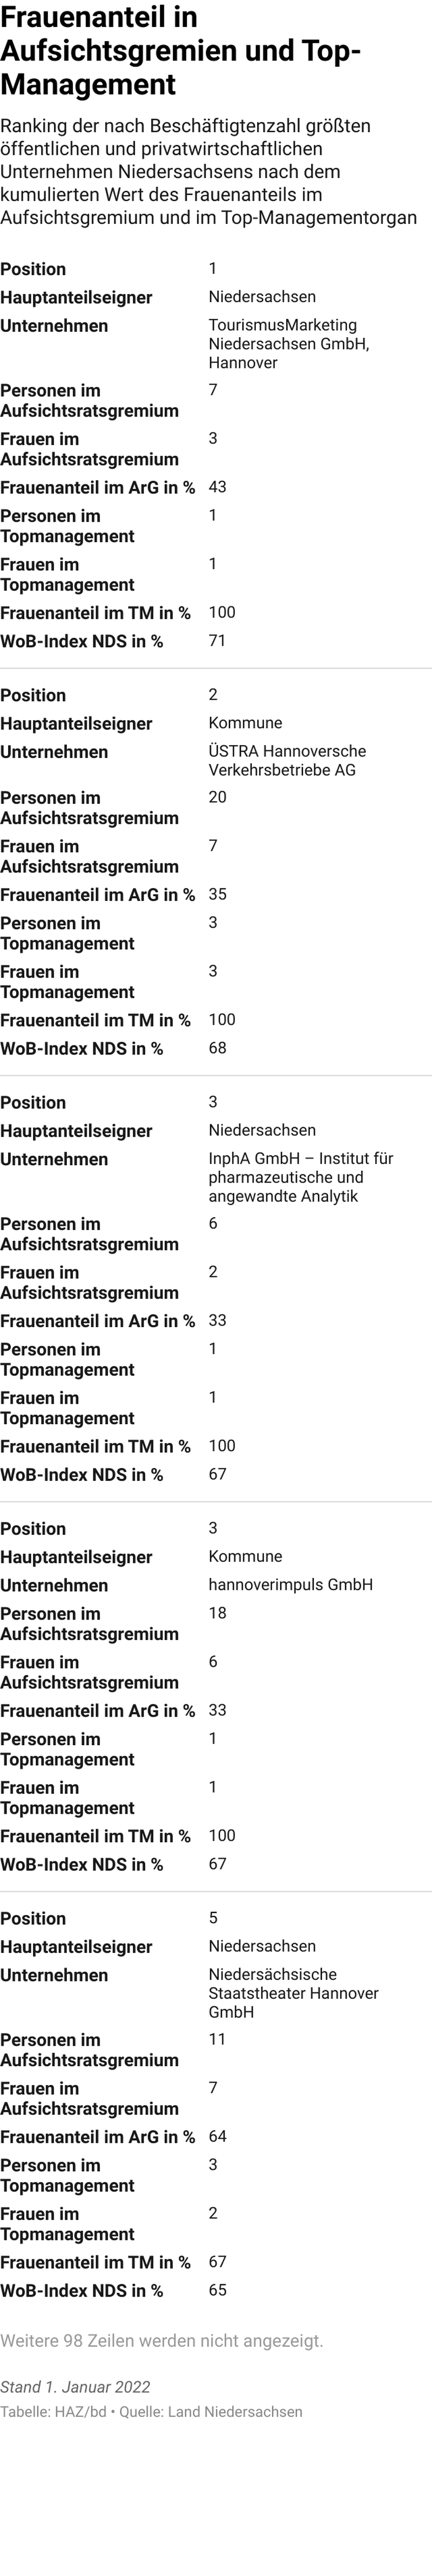 Frauenanteil in
Aufsichtsgremien und Top-
Management
Ranking der nach Beschäftigtenzahl größten
öffentlichen und privatwirtschaftlichen
Unternehmen Niedersachsens nach dem
kumulierten Wert des Frauenanteils im
Aufsichtsgremium und im Top-Managementorgan
Position 1
Hauptanteilseigner Niedersachsen
Unternehmen TourismusMarketing
Niedersachsen GmbH,
Hannover
Personen im 7
Aufsichtsratsgremium
Frauen im 3
Aufsichtsratsgremium
Frauenanteil im ArG in % 43
Personen im 1
Topmanagement
Frauen im 1
Topmanagement
Frauenanteil im TM in % 100
WoB-Index NDS in % 71
Position 2
Hauptanteilseigner Kommune
Unternehmen ÜSTRA Hannoversche
Verkehrsbetriebe AG
Personen im 20
Aufsichtsratsgremium
Frauen im 7
Aufsichtsratsgremium
Frauenanteil im ArG in % 35
Personen im 3
Topmanagement
Frauen im 3
Topmanagement
Frauenanteil im TM in % 100
WoB-Index NDS in % 68
Position 3
Hauptanteilseigner Niedersachsen
Unternehmen InphA GmbH – Institut für
pharmazeutische und
angewandte Analytik
Personen im 6
Aufsichtsratsgremium
Frauen im 2
Aufsichtsratsgremium
Frauenanteil im ArG in % 33
Personen im 1
Topmanagement
Frauen im 1
Topmanagement
Frauenanteil im TM in % 100
WoB-Index NDS in % 67
Position 3
Hauptanteilseigner Kommune
Unternehmen hannoverimpuls GmbH
Personen im 18
Aufsichtsratsgremium
Frauen im 6
Aufsichtsratsgremium
Frauenanteil im ArG in % 33
Personen im 1
Topmanagement
Frauen im 1
Topmanagement
Frauenanteil im TM in % 100
WoB-Index NDS in % 67
Position 5
Hauptanteilseigner Niedersachsen
Unternehmen Niedersächsische
Staatstheater Hannover
GmbH
Personen im 11
Aufsichtsratsgremium
Frauen im 7
Aufsichtsratsgremium
Frauenanteil im ArG in % 64
Personen im 3
Topmanagement
Frauen im 2
Topmanagement
Frauenanteil im TM in % 67
WoB-Index NDS in % 65
Weitere 98 Zeilen werden nicht angezeigt.
Stand 1. Januar 2022
Tabelle: HAZ/bd • Quelle: Land Niedersachsen